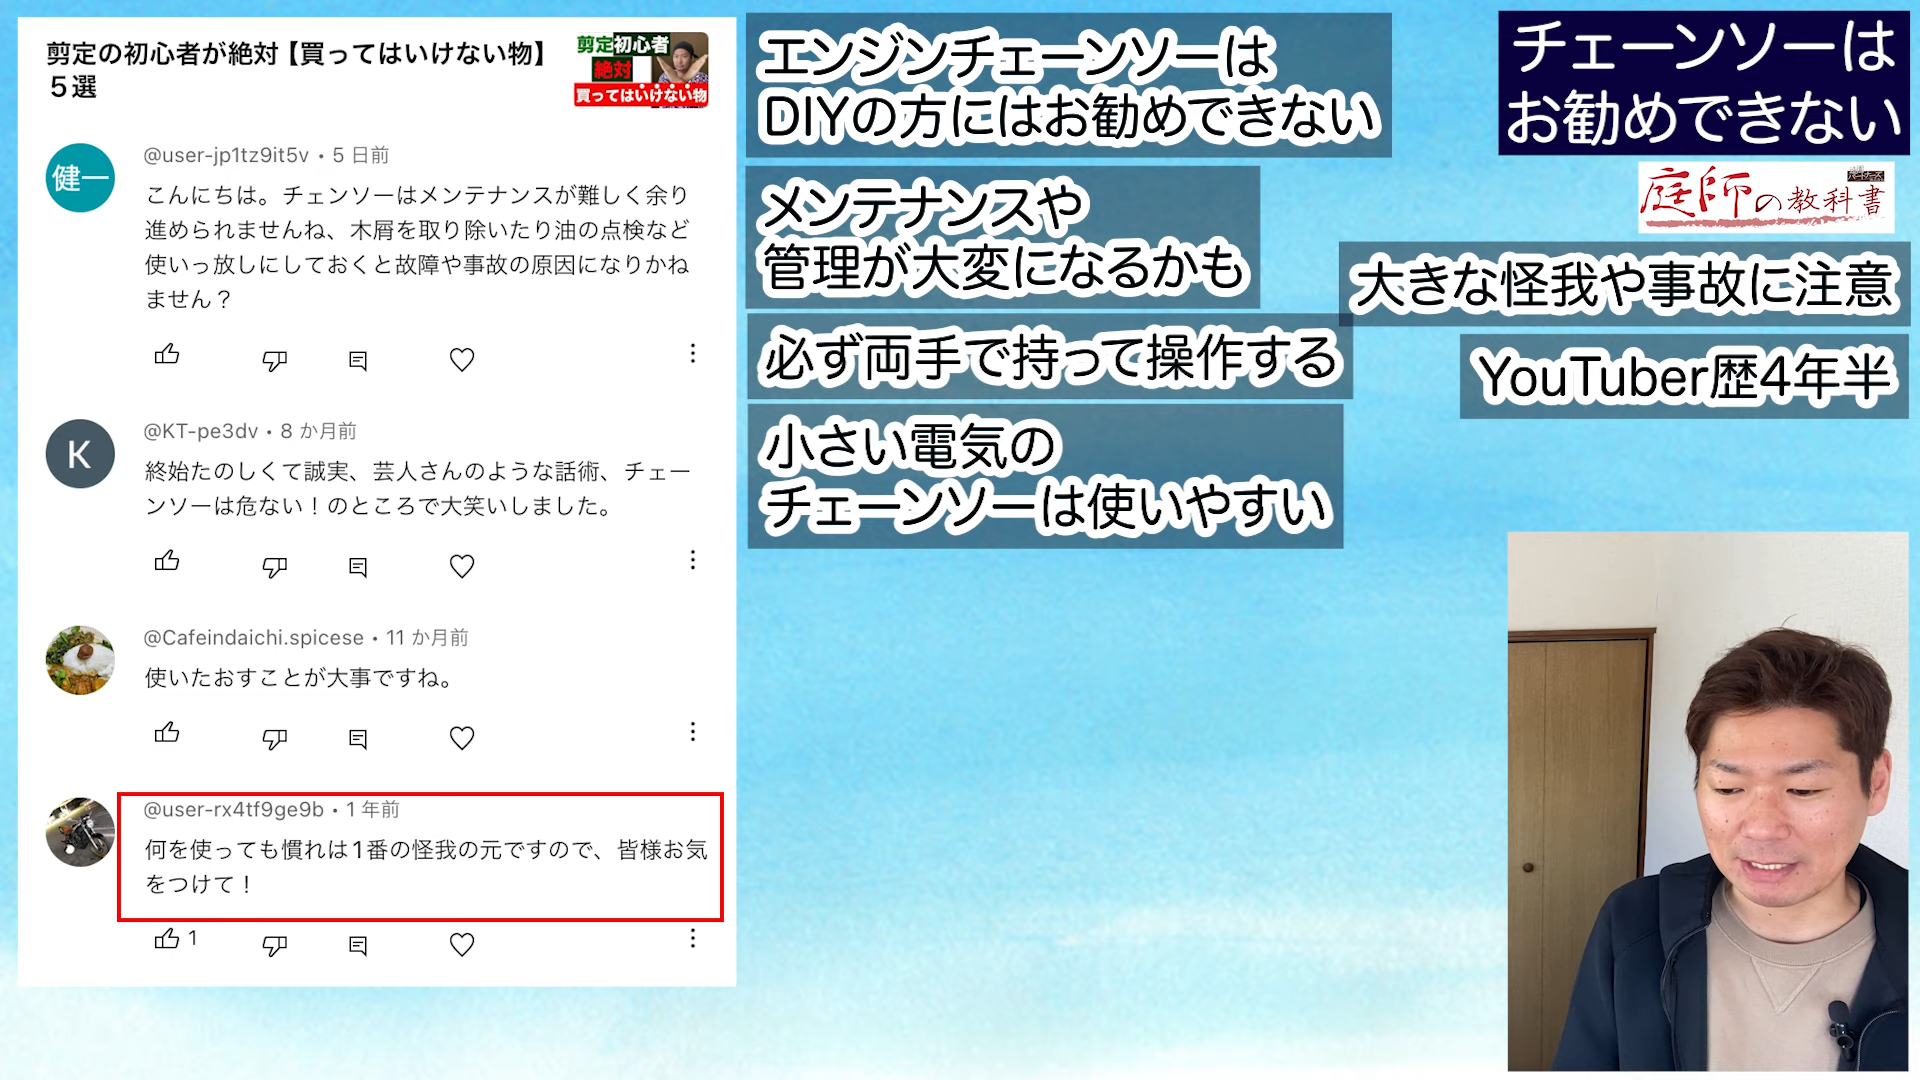 剪定の初心者が絶対【買ってはいけない物】
５選
剪定初心者
絶対
買ってはいけない物
健一
@user-jp1tz9it5v • 5 日前
こんにちは。チェンソーはメンテナンスが難しく余り
進められませんね、木屑を取り除いたり油の点検など
使いっ放しにしておくと故障や事故の原因になりかね
ません？
K
@KT-pe3dv • 8 か月前
終始たのしくて誠実、芸人さんのような話術、チェー
ンソーは危ない！のところで大笑いしました。
@Cafeindaichi.spicese • 11 か月前
使いたおすことが大事ですね。
@user-rx4tf9ge9b • 1 年前
何を使っても慣れは1番の怪我の元ですので、皆様お気
をつけて！
1
エンジンチェーンソーは
DIYの方にはお勧めできない
メンテナンスや
管理が大変になるかも
必ず両手で持って操作する
小さい電気の
チェーンソーは使いやすい
チェーンソーは
お勧めできない
庭師の教科書
大きな怪我や事故に注意
YouTuber歴4年半